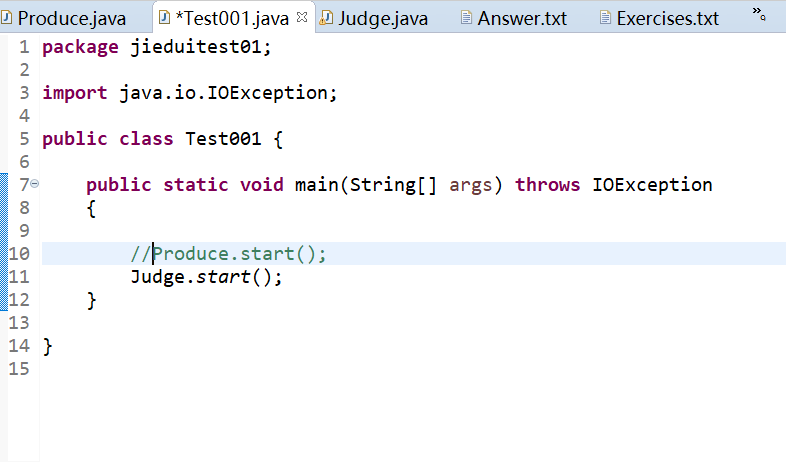 Produce.java *Test001.java Judge.java Answer.txt Exercises.txt
1 package jieduitest01;
2
3 import java.io.IOException;
4
5 public class Test001 {
6
7 public static void main(String[] args) throws IOException
8 {
9
10 //Produce.start();
11 Judge.start();
12 }
13
14 }
15